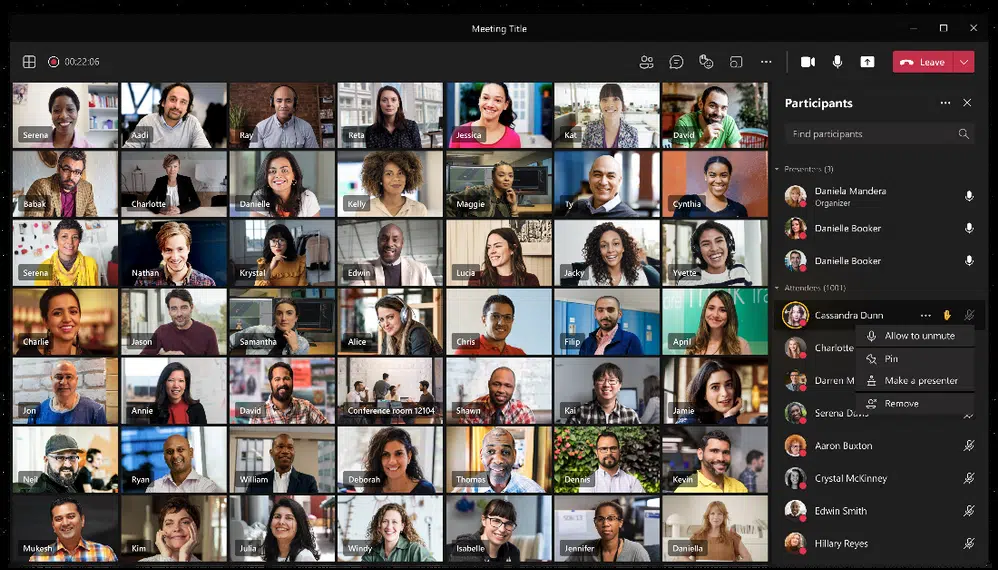 Meeting Title
00:22:06
Leave
Serena
Aadi
Ray
Reta
Jessica
Kat
David
Babak
Charlotte
Danielle
Kelly
Maggie
Ty
Cynthia
Serena
Nathan
Krystal
Edwin
Lucia
Jacky
Yvette
Charlie
Jason
Samantha
Alice
Chris
Filip
April
Jon
Annie
David
Conference room 12104
Shawn
Kai
Jamie
Neil
Ryan
William
Deborah
Thomas
Dennis
Kevin
Mukesh
Kim
Julia
Windy
Isabelle
Jennifer
Daniella
Participants
Find participants
Presenters (3)
Daniela Mandera
Organizer
Danielle Booker
Danielle Booker
Attendees (1001)
Cassandra Dunn
Allow to unmute
Charlotte
Pin
Darren M
Make a presenter
Remove
Serena
Aaron Buxton
Crystal McKinney
Edwin Smith
Hillary Reyes